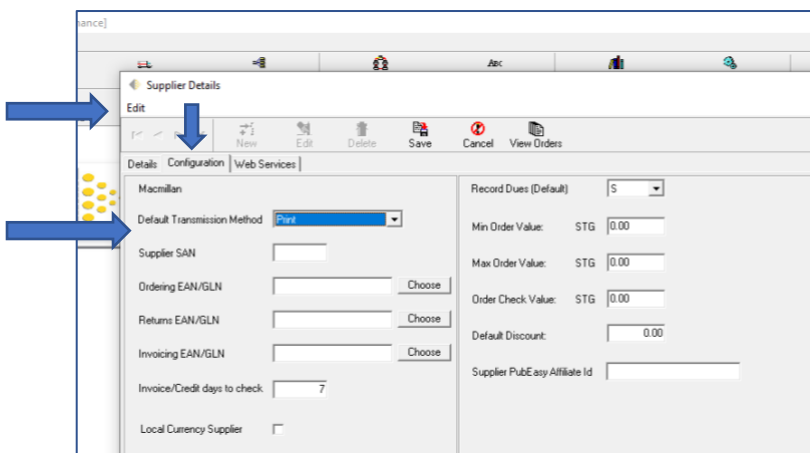 nance]
ABC
Supplier Details
Edit
New Edit Delete Save Cancel View Orders
Details Configuration Web Services
Macmillan
Default Transmission Method Print
Supplier SAN
Ordering EAN/GLN Choose
Returns EAN/GLN Choose
Invoicing EAN/GLN Choose
Invoice/Credit days to check 7
Local Currency Supplier
Record Dues (Default) S
Min Order Value: STG 0.00
Max Order Value: STG 0.00
Order Check Value: STG 0.00
Default Discount: 0.00
Supplier PubEasy Affiliate Id